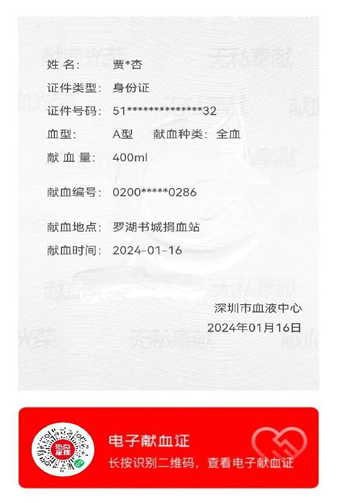 姓 名： 贾*杏
证件类型： 身份证
证件号码： 51**************32
血型： A型 献血种类：全血
献 血 量： 400ml
献血编号： 0200*****0286
献血地点： 罗湖书城捐血站
献血时间： 2024-01-16
深圳市血液中心
2024年01月16日
电子献血证
长按识别二维码，查看电子献血证